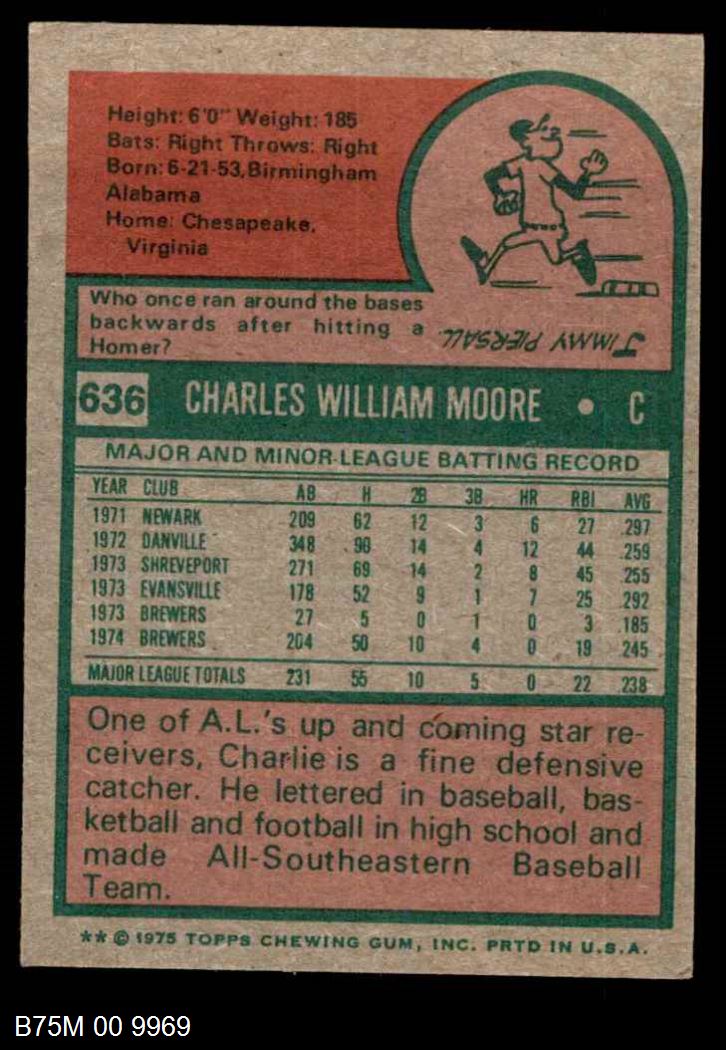 Height: 6'0" Weight: 185
Bats: Right Throws: Right
Born: 6-21-53, Birmingham
Alabama
Home: Chesapeake,
Virginia
Who once ran around the bases
backwards after hitting a
Homer?
JIMMY PIERSALL
636 CHARLES WILLIAM MOORE • C
MAJOR AND MINOR LEAGUE BATTING RECORD
YEAR CLUB AB H 2B 3B HR RBI AVG
1971 NEWARK 209 62 12 3 6 27 .297
1972 DANVILLE 348 90 14 4 12 44 .259
1973 SHREVEPORT 271 69 14 2 8 45 .255
1973 EVANSVILLE 178 52 9 1 7 25 .292
1973 BREWERS 27 5 0 1 0 3 .185
1974 BREWERS 204 50 10 4 0 19 .245
MAJOR LEAGUE TOTALS 231 55 10 5 0 22 .238
One of A.L.'s up and coming star re-
ceivers, Charlie is a fine defensive
catcher. He lettered in baseball, bas-
ketball and football in high school and
made All-Southeastern Baseball
Team.
** © 1975 TOPPS CHEWING GUM, INC. PRTD IN U.S.A.
B75M 00 9969